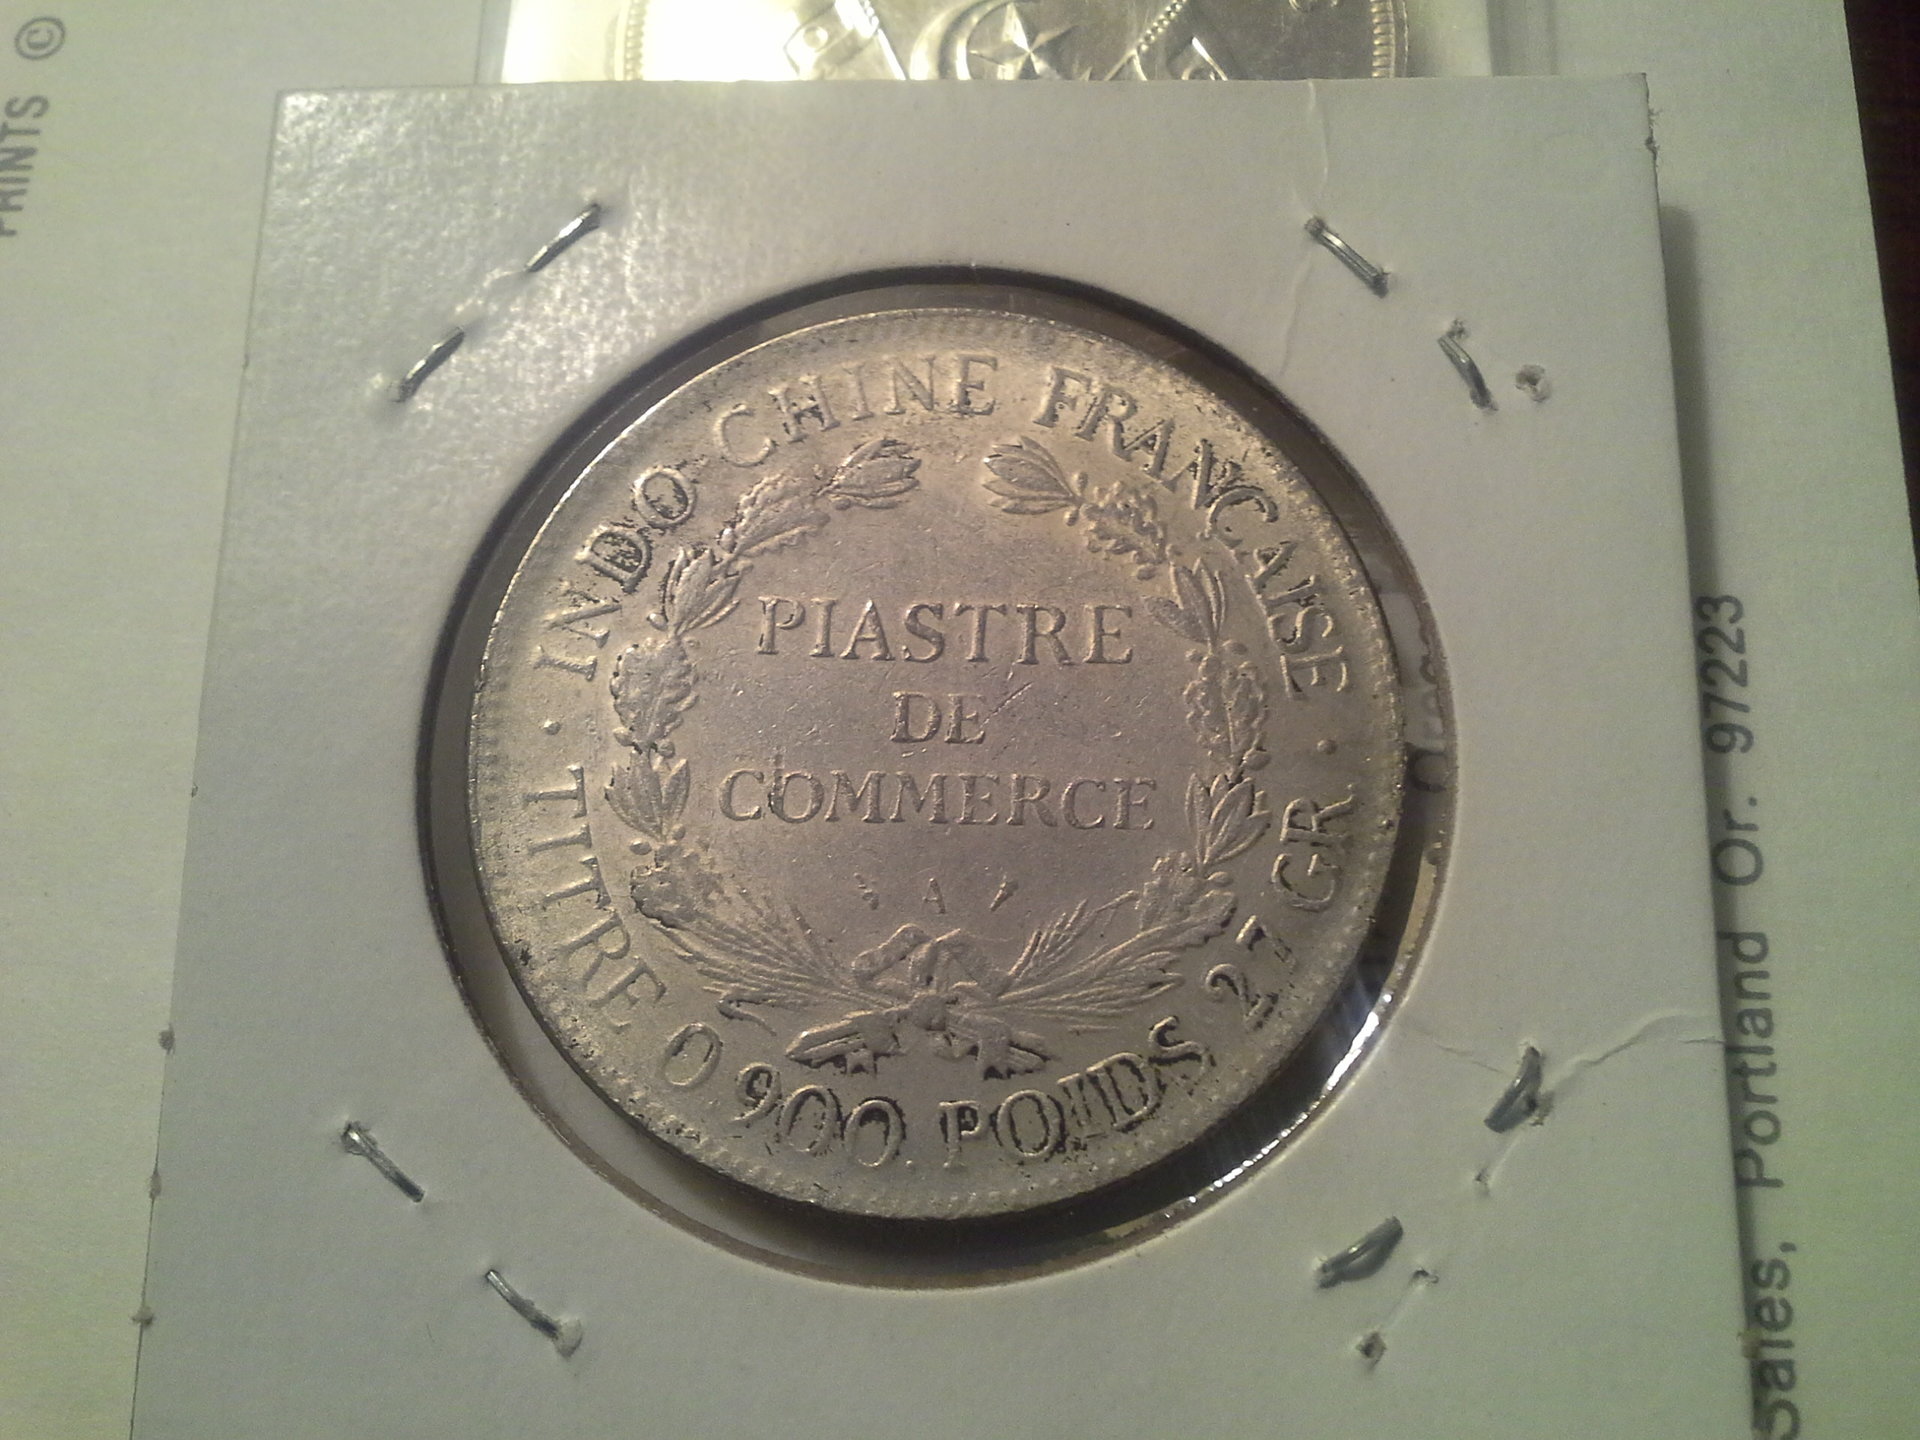 PRINTS ©
INDO-CHINE FRANCAISE
PIASTRE
DE
COMMERCE
A
· TITRE 0 900. POIDS 27 GR ·
Sales, Portland Or. 97223